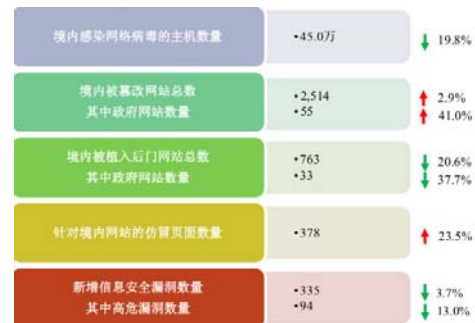 境内感染网络病毒的主机数量 •45.0万 19.8%
境内被篡改网站总数 •2,514 2.9%
其中政府网站数量 •55 41.0%
境内被植入后门网站总数 •763 20.6%
其中政府网站数量 •33 37.7%
针对境内网站的仿冒页面数量 •378 23.5%
新增信息安全漏洞数量 •335 3.7%
其中高危漏洞数量 •94 13.0%